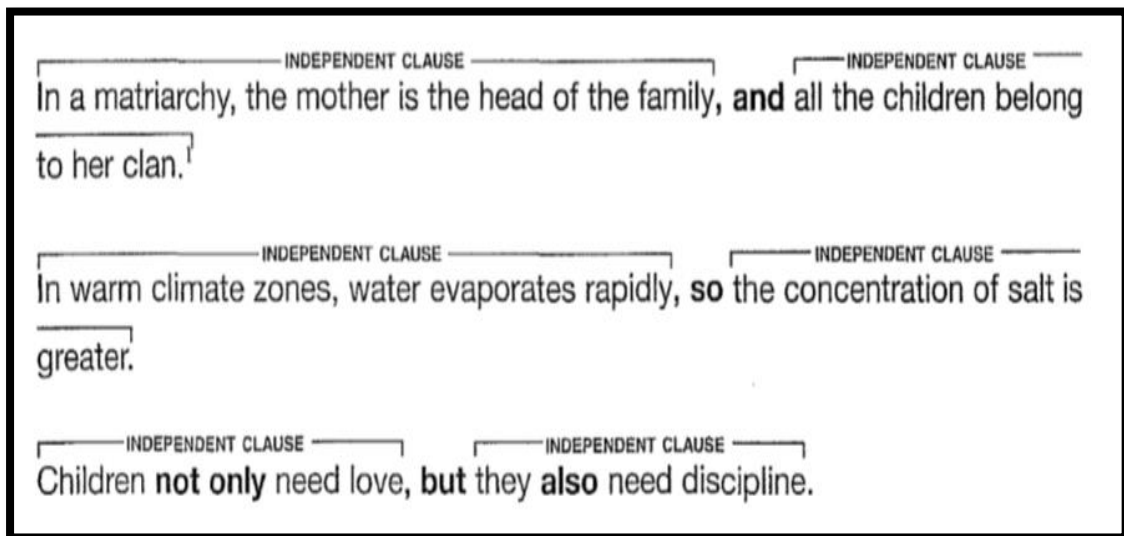 INDEPENDENT CLAUSE INDEPENDENT CLAUSE
In a matriarchy, the mother is the head of the family, and all the children belong
to her clan.
INDEPENDENT CLAUSE INDEPENDENT CLAUSE
In warm climate zones, water evaporates rapidly, so the concentration of salt is
greater.
INDEPENDENT CLAUSE INDEPENDENT CLAUSE
Children not only need love, but they also need discipline.